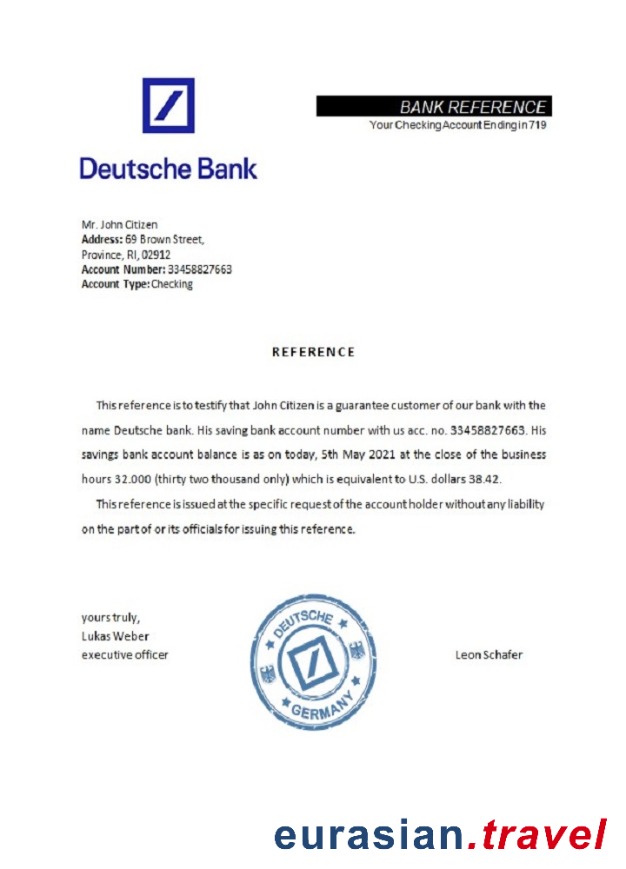 BANK REFERENCE
Your Checking Account Ending in 719
Deutsche Bank
Mr. John Citizen
Address: 69 Brown Street,
Province, RI, 02912
Account Number: 33458827663
Account Type: Checking
REFERENCE
This reference is to testify that John Citizen is a guarantee customer of our bank with the
name Deutsche bank. His saving bank account number with us acc. no. 33458827663. His
savings bank account balance is as on today, 5th May 2021 at the close of the business
hours 32.000 (thirty two thousand only) which is equivalent to U.S. dollars 38.42.
This reference is issued at the specific request of the account holder without any liability
on the part of or its officials for issuing this reference.
yours truly,
Lukas Weber
executive officer
DEUTSCHE
GERMANY
Leon Schafer
eurasian.travel